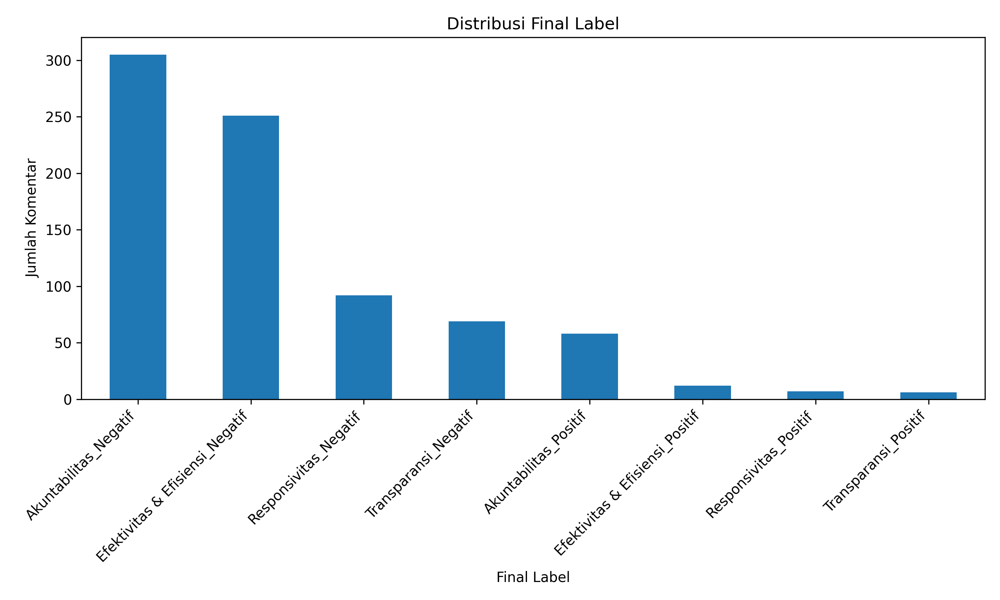 Distribusi Final Label
Jumlah Komentar
300
250
200
150
100
50
0
Akuntabilitas_Negatif
Efektivitas & Efisiensi_Negatif
Responsivitas_Negatif
Transparansi_Negatif
Akuntabilitas_Positif
Efektivitas & Efisiensi_Positif
Responsivitas_Positif
Transparansi_Positif
Final Label